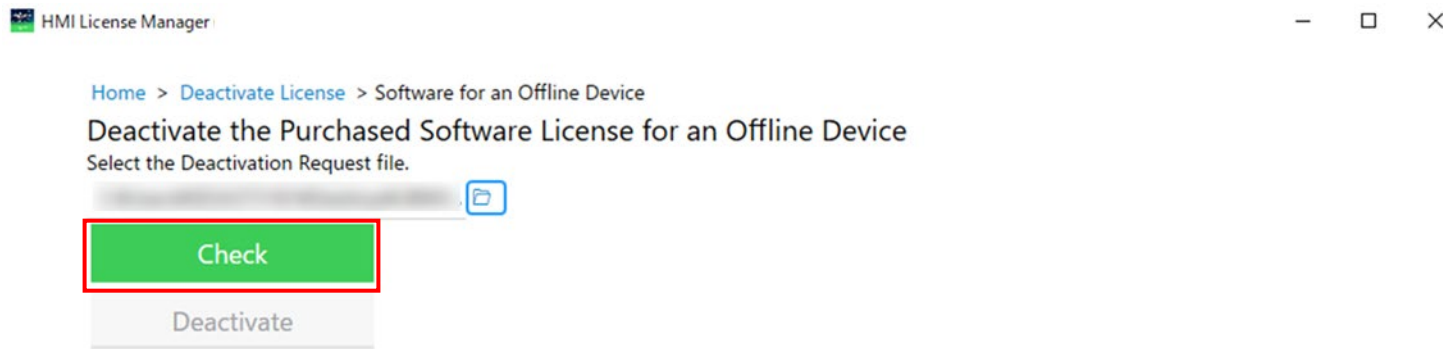 HMI License Manager
Home > Deactivate License > Software for an Offline Device
Deactivate the Purchased Software License for an Offline Device
Select the Deactivation Request file.
Check
Deactivate